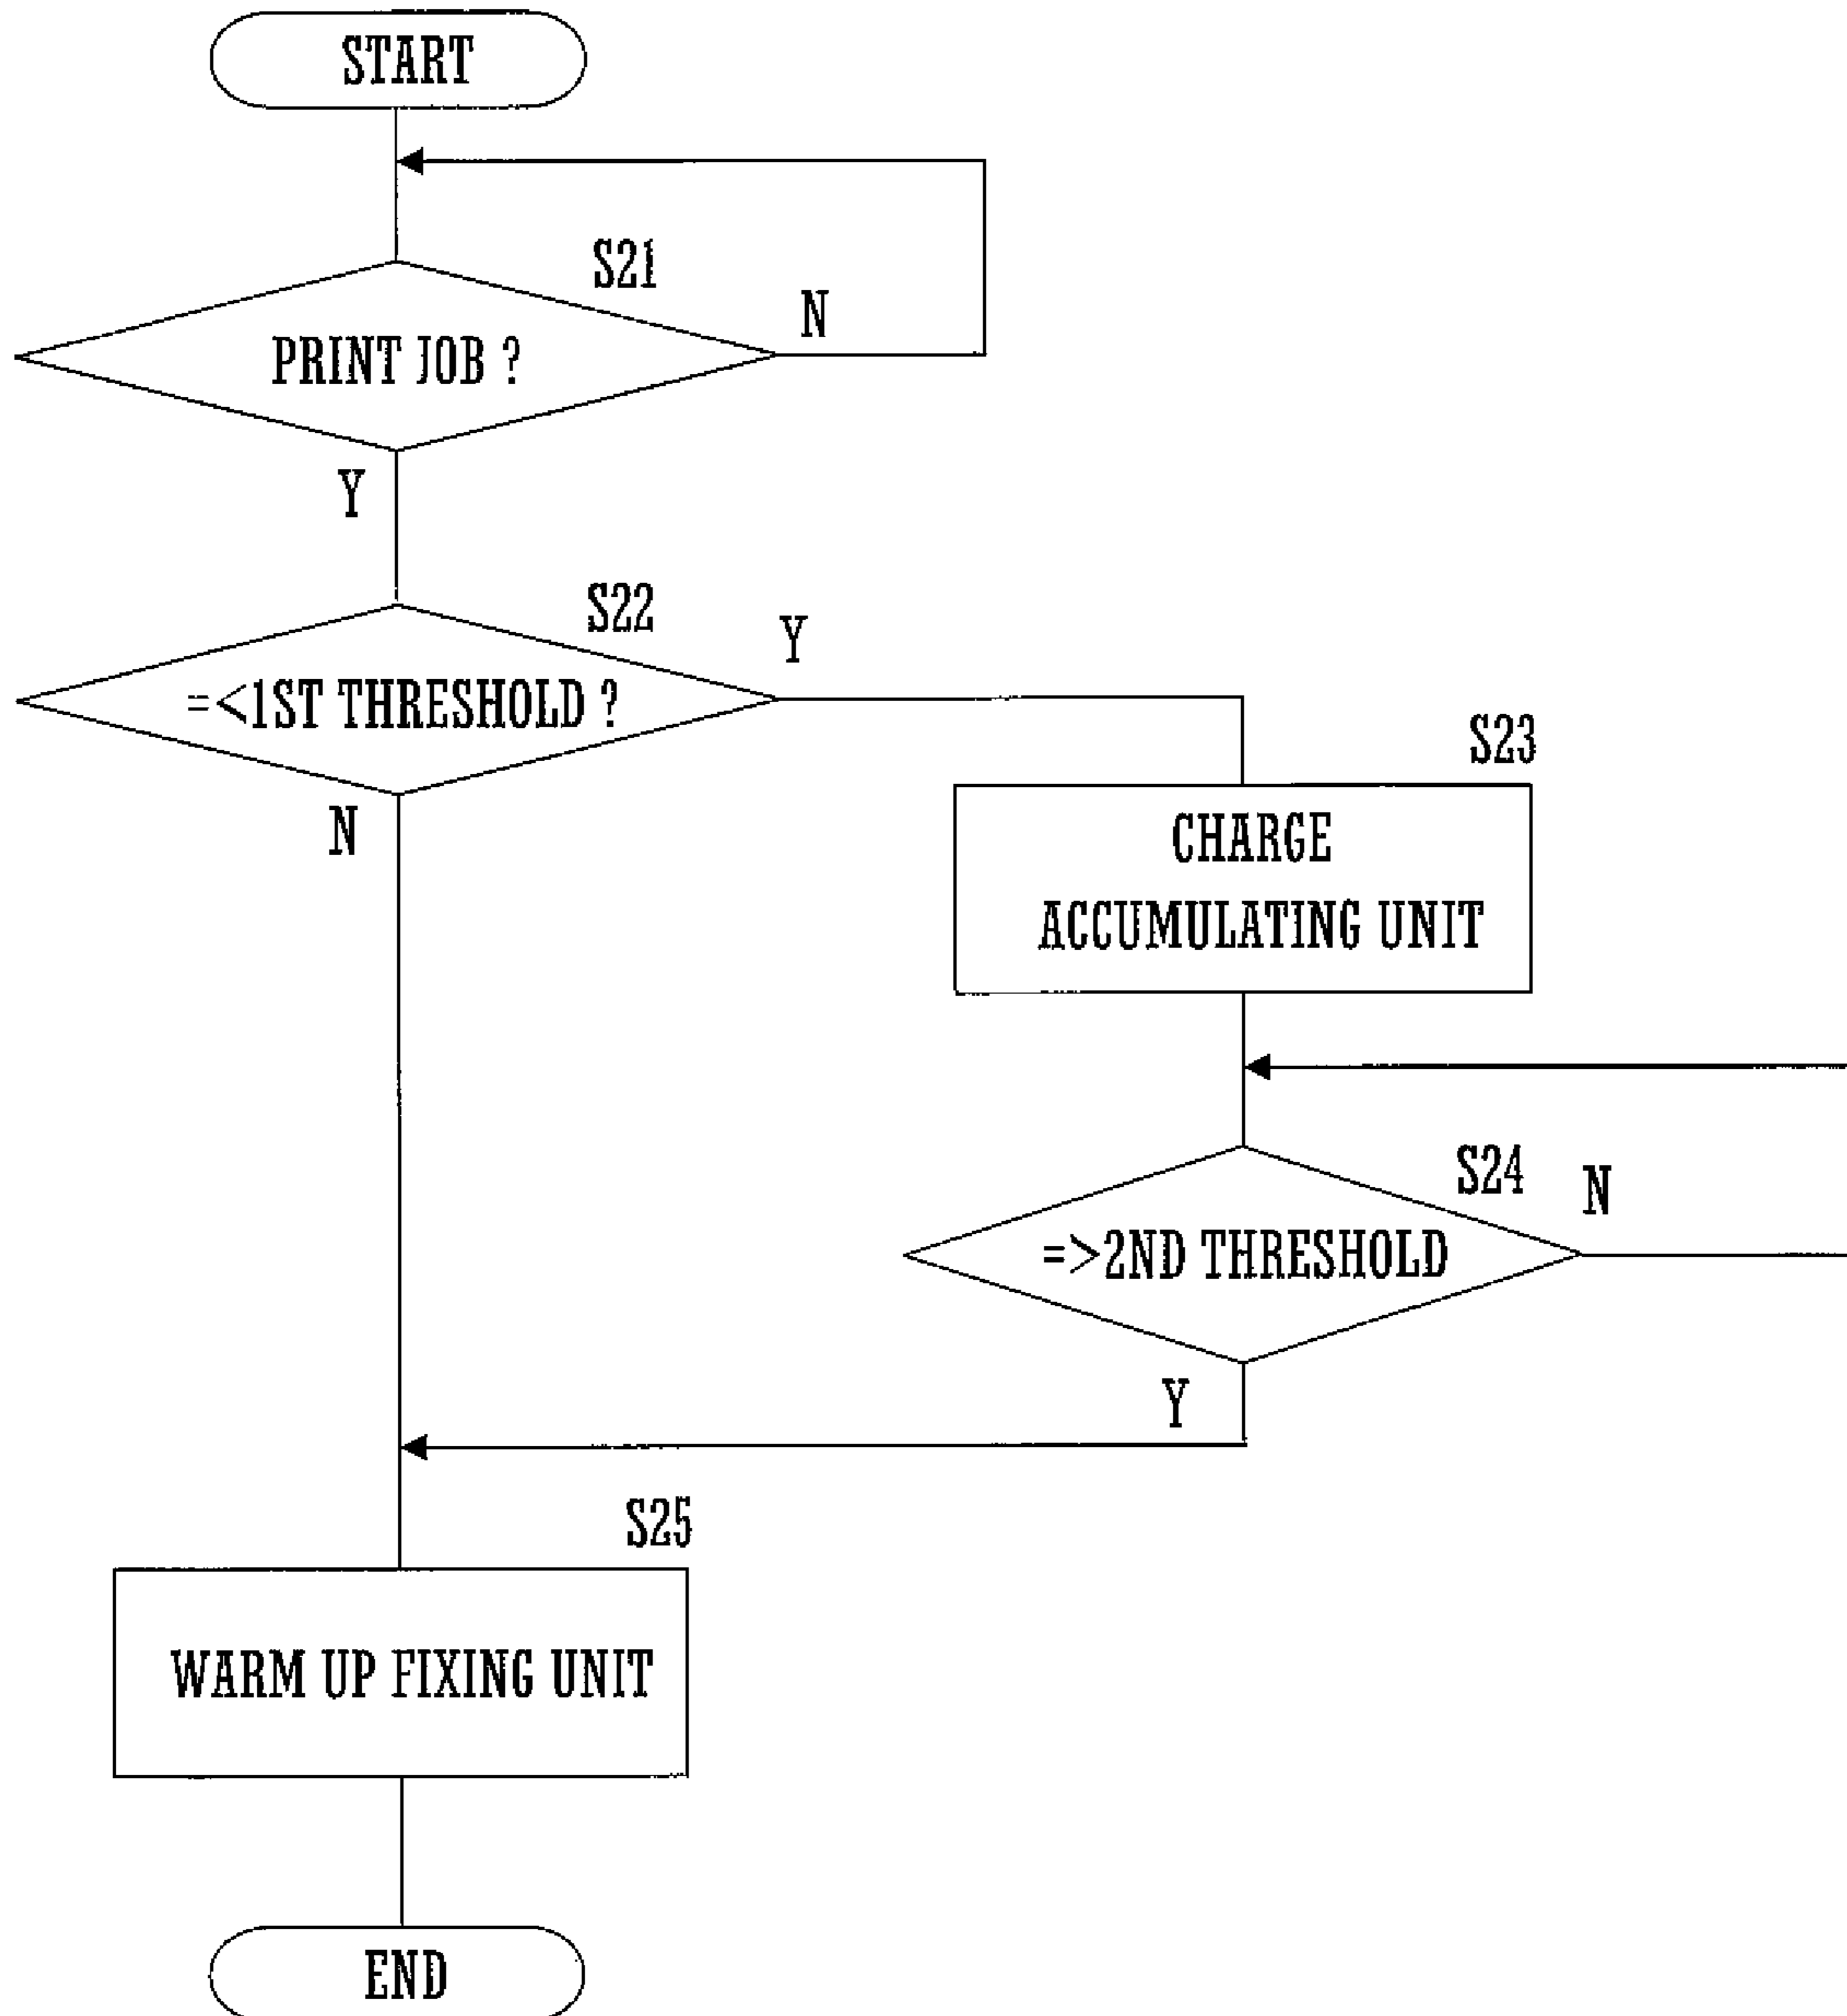 START
S21
PRINT JOB ?
N
Y
S22
Y
=<1ST THRESHOLD ?
N
S23
CHARGE
ACCUMULATING UNIT
S24
N
=>2ND THRESHOLD
Y
S25
WARM UP FIXING UNIT
END